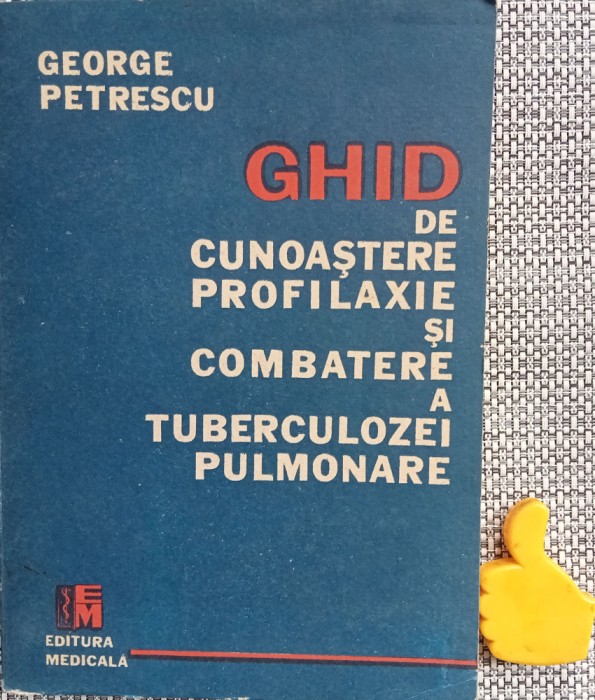 GEORGE
PETRESCU
GHID
DE
CUNOAŞTERE
PROFILAXIE
ŞI
COMBATERE
A
TUBERCULOZEI
PULMONARE
EM
EDITURA
MEDICALĂ